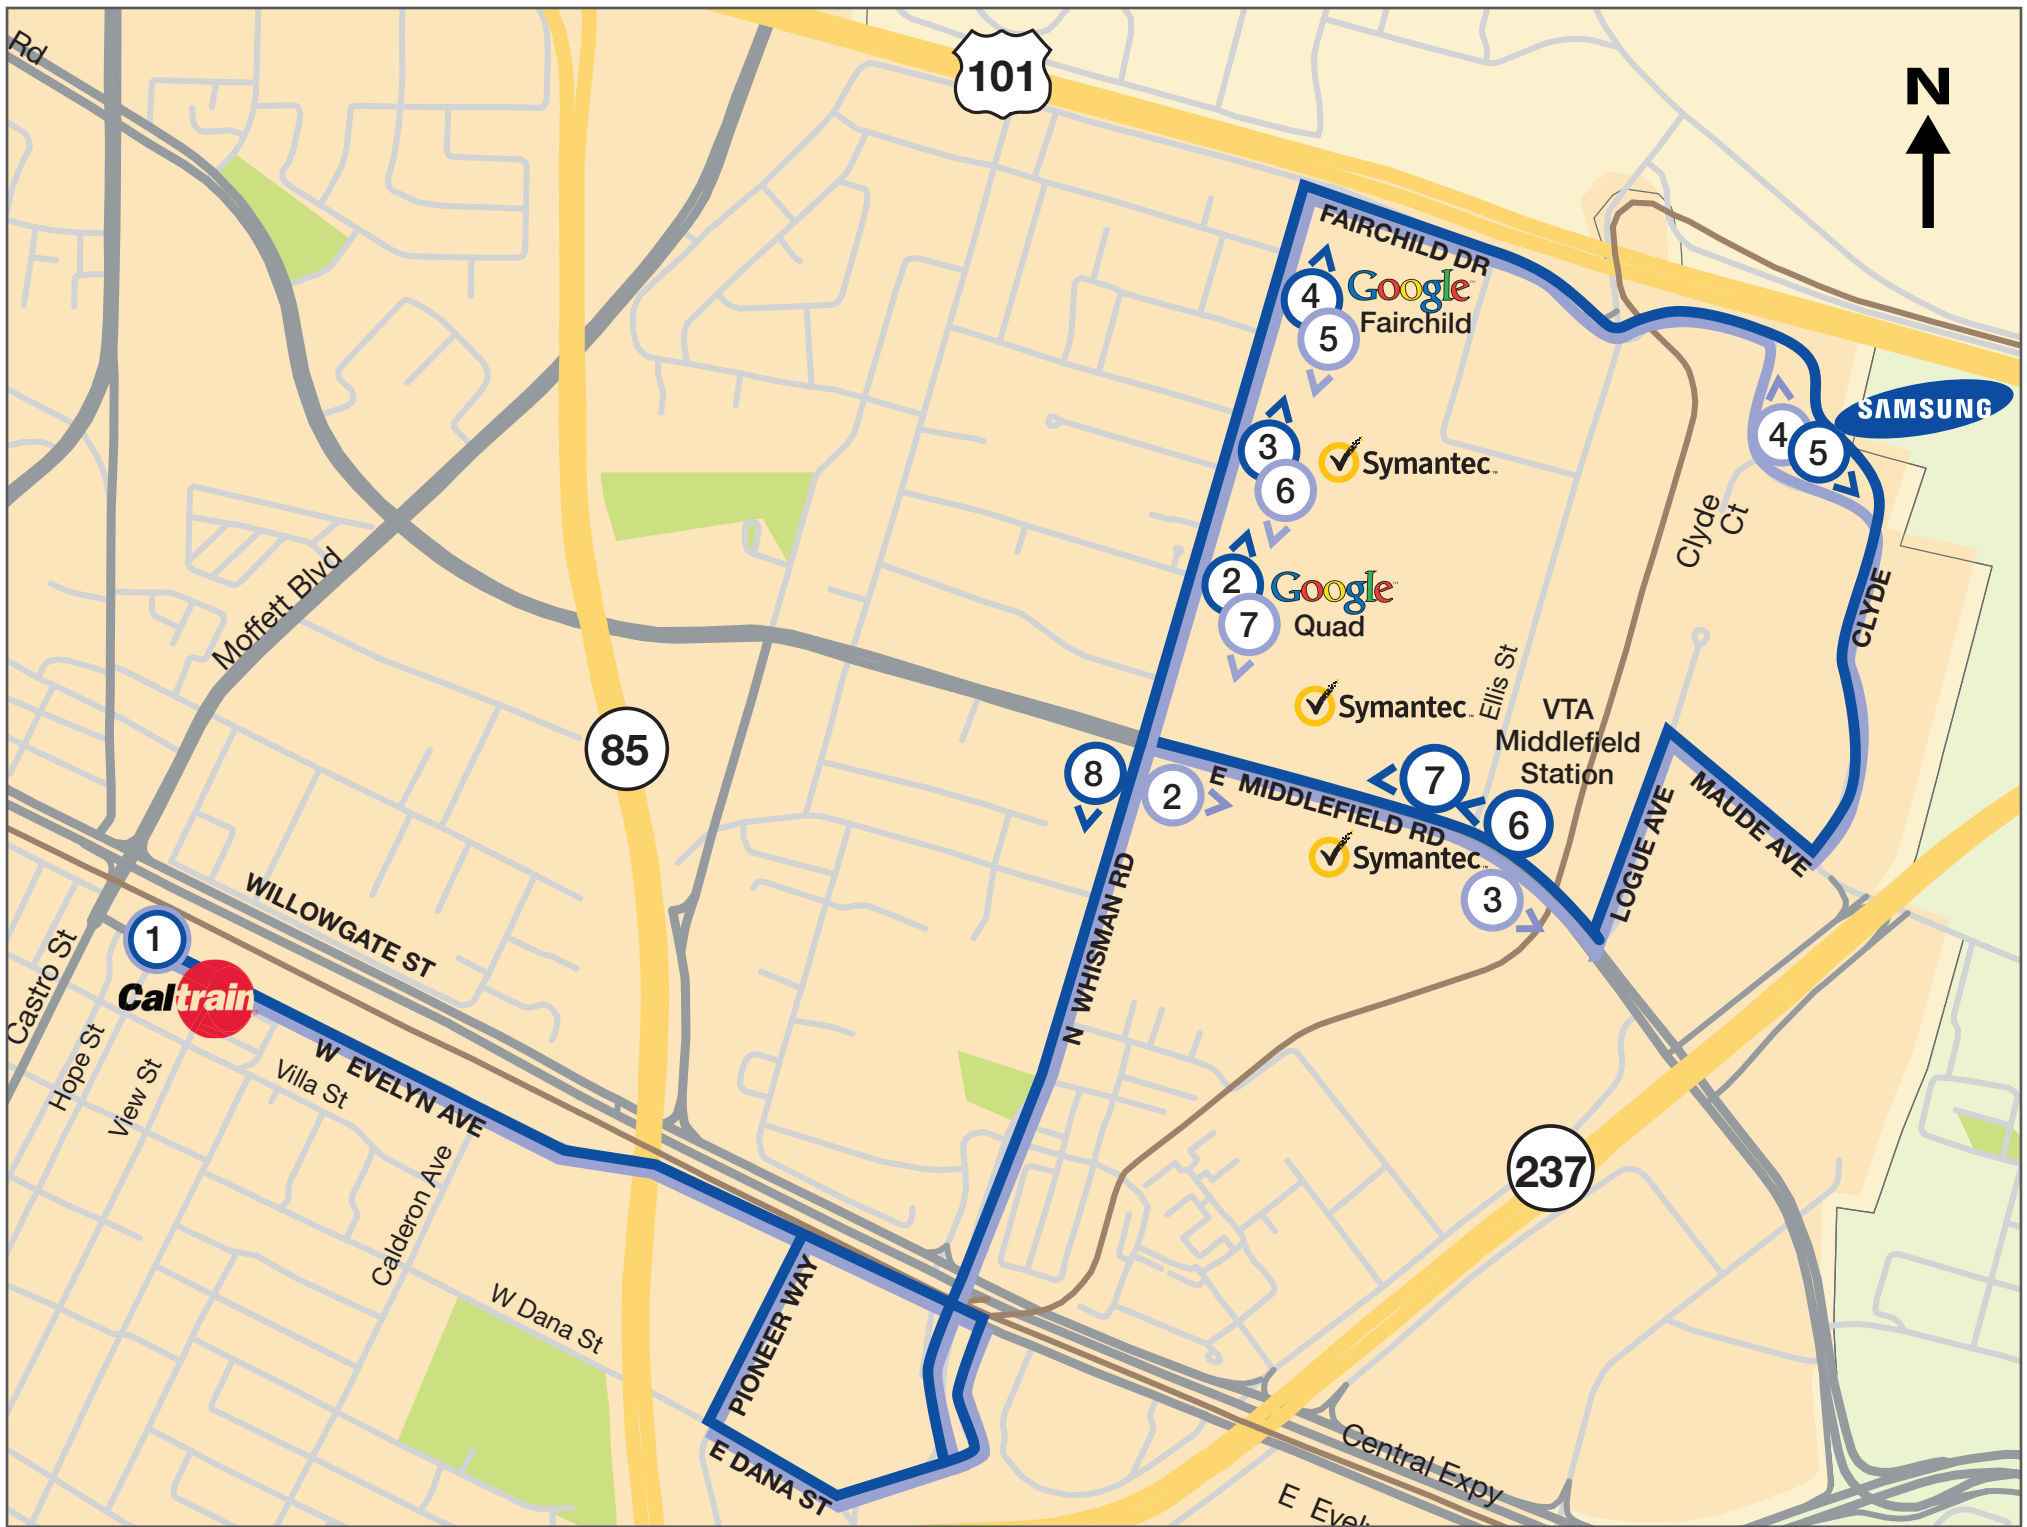 Rd
101
N
FAIRCHILD DR
4
Google
Fairchild
5
SAMSUNG
4
5
3
Symantec
6
Clyde
Ct
2
Google
7
Quad
CLYDE
Moffett Blvd
Symantec
Ellis St
VTA
Middlefield
Station
85
8
2
E MIDDLEFIELD RD
7
6
MAUDE AVE
LOGUE AVE
Symantec
3
WILLOWGATE ST
N WHISMAN RD
1
Caltrain
Castro St
Hope St
View St
Villa St
W EVELYN AVE
Calderon Ave
237
W Dana St
PIONEER WAY
E DANA ST
Central Expy
E